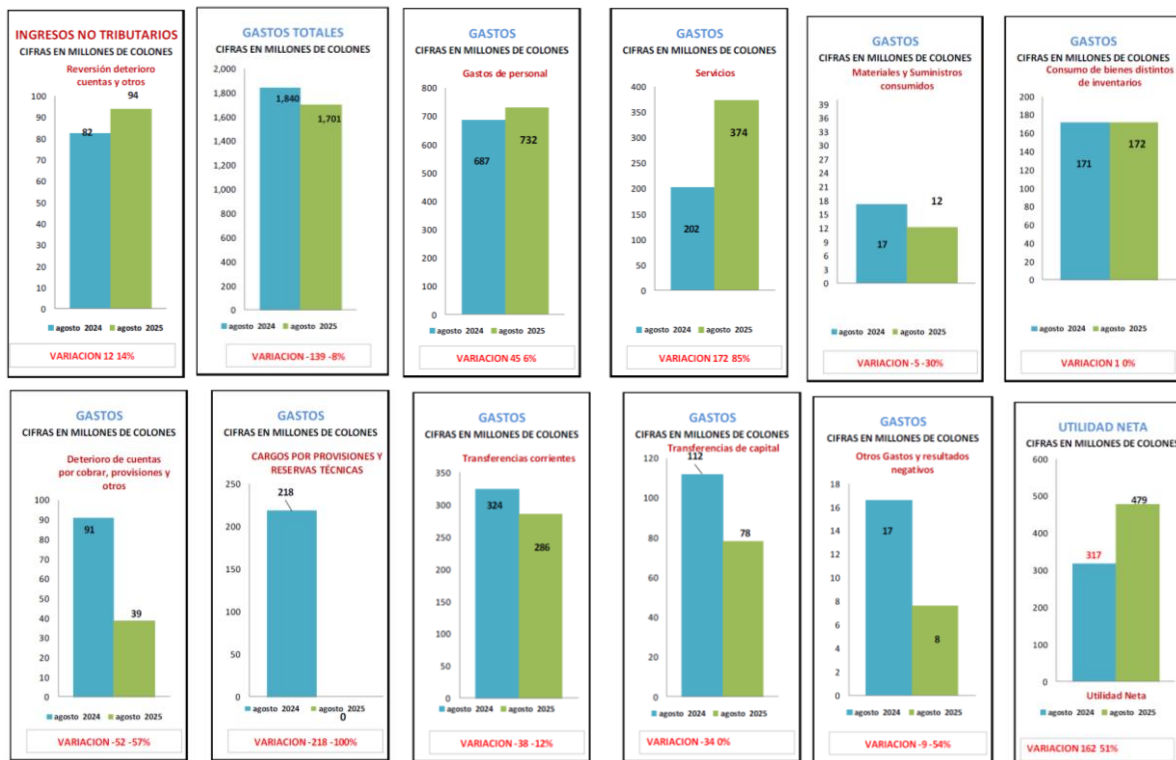 INGRESOS NO TRIBUTARIOS
CIFRAS EN MILLONES DE COLONES
Reversión deterioro
cuentas y otros
100
90
80
70
60
50
40
30
20
10
0
82
94
agosto 2024 agosto 2025
VARIACION 12 14%
GASTOS TOTALES
CIFRAS EN MILLONES DE COLONES
2,000
1,800
1,600
1,400
1,200
1,000
800
600
400
200
0
1,840
1,701
agosto 2024 agosto 2025
VARIACION -139 -8%
GASTOS
CIFRAS EN MILLONES DE COLONES
Gastos de personal
800
700
600
500
400
300
200
100
0
687
732
agosto 2024 agosto 2025
VARIACION 45 6%
GASTOS
CIFRAS EN MILLONES DE COLONES
Servicios
400
350
300
250
200
150
100
50
0
202
374
agosto 2024 agosto 2025
VARIACION 172 85%
GASTOS
CIFRAS EN MILLONES DE COLONES
Materiales y Suministros
consumidos
39
36
33
30
27
24
21
18
15
12
9
6
3
0
17
12
agosto 2024 agosto 2025
VARIACION -5 -30%
GASTOS
CIFRAS EN MILLONES DE COLONES
Consumo de bienes distintos
de inventarios
200
180
160
140
120
100
80
60
40
20
0
171
172
agosto 2024 agosto 2025
VARIACION 1 0%
GASTOS
CIFRAS EN MILLONES DE COLONES
Deterioro de cuentas
por cobrar, provisiones y
otros
100
90
80
70
60
50
40
30
20
10
0
91
39
agosto 2024 agosto 2025
VARIACION -52 -57%
GASTOS
CIFRAS EN MILLONES DE COLONES
CARGOS POR PROVISIONES Y
RESERVAS TÉCNICAS
250
200
150
100
50
0
218
agosto 2024 agosto 2025
0
VARIACION -218 -100%
GASTOS
CIFRAS EN MILLONES DE COLONES
Transferencias corrientes
350
300
250
200
150
100
50
0
324
286
agosto 2024 agosto 2025
VARIACION -38 -12%
GASTOS
CIFRAS EN MILLONES DE COLONES
Transferencias de capital
120
100
80
60
40
20
0
112
78
agosto 2024 agosto 2025
VARIACION -34 0%
GASTOS
CIFRAS EN MILLONES DE COLONES
Otros Gastos y resultados
negativos
18
16
14
12
10
8
6
4
2
0
17
8
agosto 2024 agosto 2025
VARIACION -9 -54%
UTILIDAD NETA
CIFRAS EN MILLONES DE COLONES
600
500
400
300
200
100
0
317
479
Utilidad Neta
agosto 2024 agosto 2025
VARIACION 162 51%